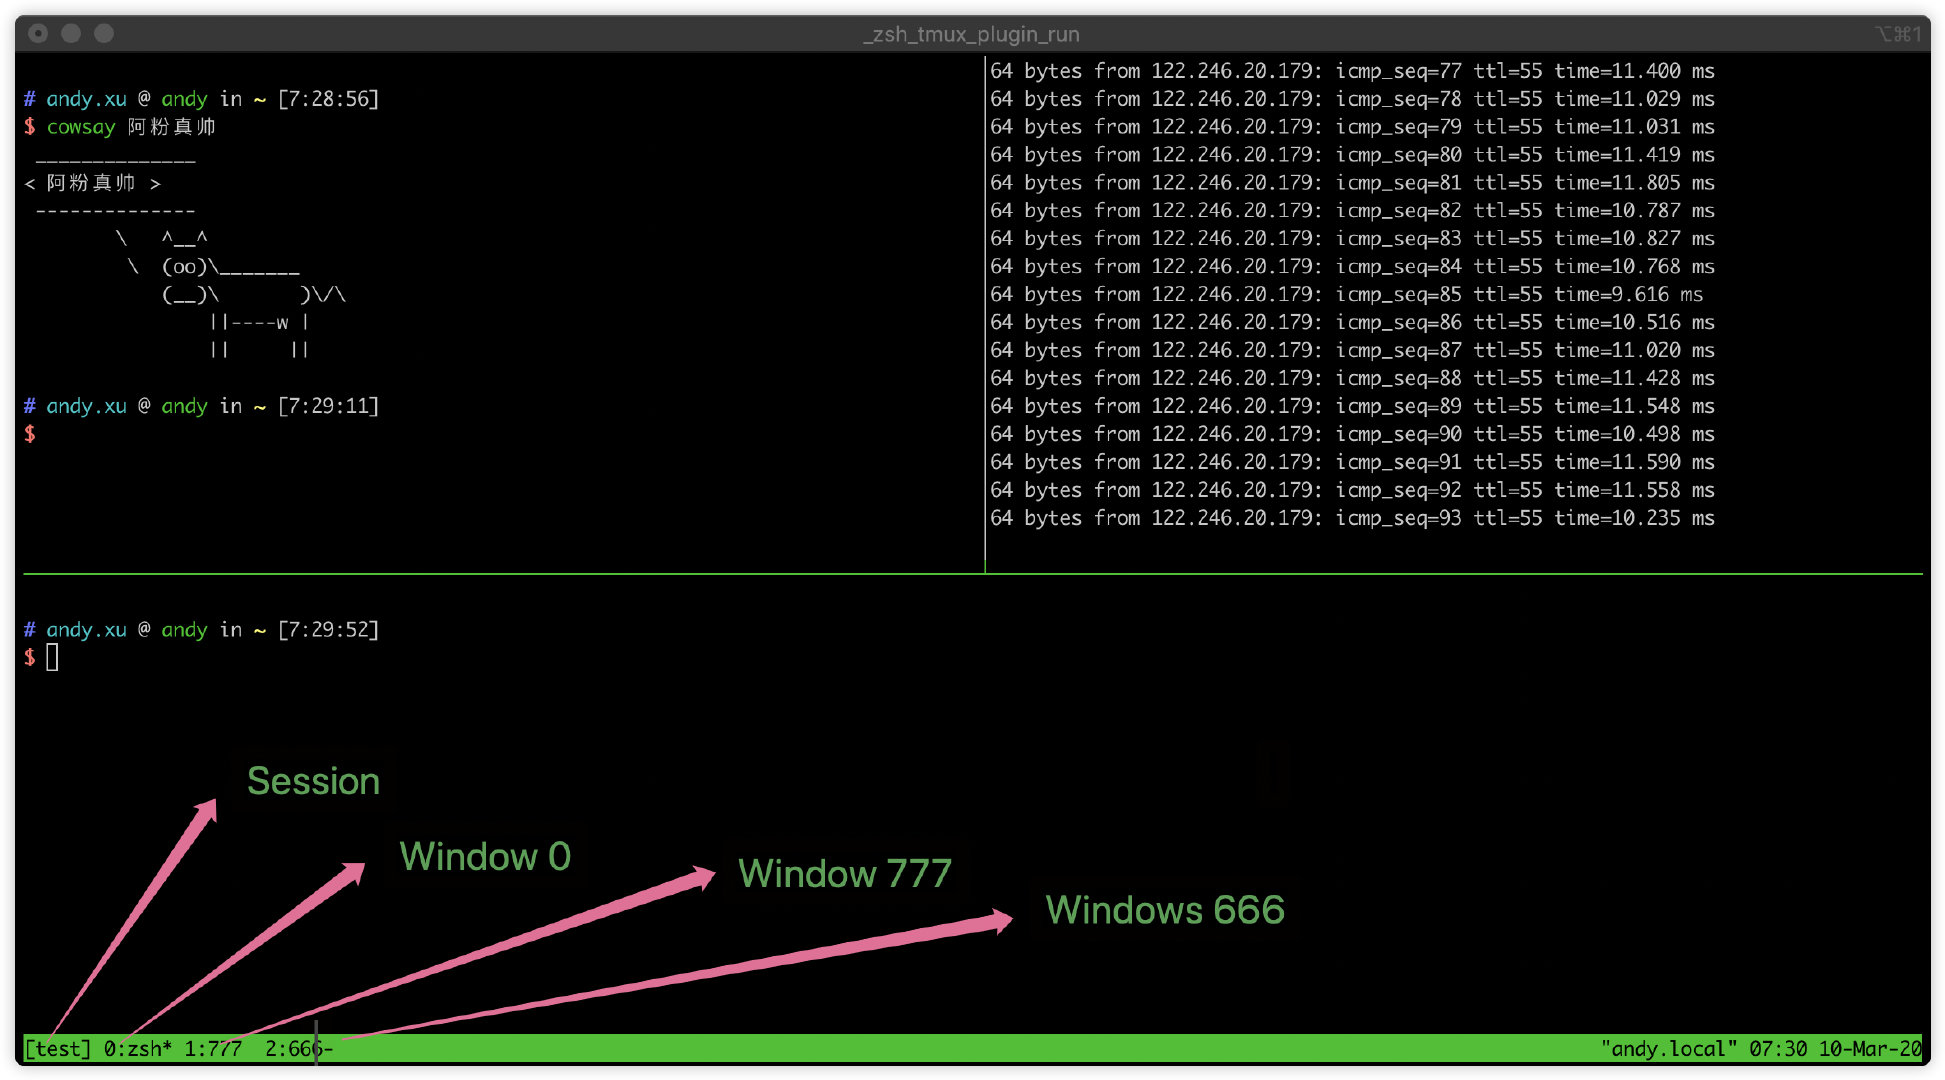 _zsh_tmux_plugin_run
⌥⌘1
# andy.xu @ andy in ~ [7:28:56]
$ cowsay 阿粉真帅
 ______________
< 阿粉真帅 >
 --------------
        \   ^__^
         \  (oo)\_______
            (__)\       )\/\
                ||----w |
                ||     ||
# andy.xu @ andy in ~ [7:29:11]
$
64 bytes from 122.246.20.179: icmp_seq=77 ttl=55 time=11.400 ms
64 bytes from 122.246.20.179: icmp_seq=78 ttl=55 time=11.029 ms
64 bytes from 122.246.20.179: icmp_seq=79 ttl=55 time=11.031 ms
64 bytes from 122.246.20.179: icmp_seq=80 ttl=55 time=11.419 ms
64 bytes from 122.246.20.179: icmp_seq=81 ttl=55 time=11.805 ms
64 bytes from 122.246.20.179: icmp_seq=82 ttl=55 time=10.787 ms
64 bytes from 122.246.20.179: icmp_seq=83 ttl=55 time=10.827 ms
64 bytes from 122.246.20.179: icmp_seq=84 ttl=55 time=10.768 ms
64 bytes from 122.246.20.179: icmp_seq=85 ttl=55 time=9.616 ms
64 bytes from 122.246.20.179: icmp_seq=86 ttl=55 time=10.516 ms
64 bytes from 122.246.20.179: icmp_seq=87 ttl=55 time=11.020 ms
64 bytes from 122.246.20.179: icmp_seq=88 ttl=55 time=11.428 ms
64 bytes from 122.246.20.179: icmp_seq=89 ttl=55 time=11.548 ms
64 bytes from 122.246.20.179: icmp_seq=90 ttl=55 time=10.498 ms
64 bytes from 122.246.20.179: icmp_seq=91 ttl=55 time=11.590 ms
64 bytes from 122.246.20.179: icmp_seq=92 ttl=55 time=11.558 ms
64 bytes from 122.246.20.179: icmp_seq=93 ttl=55 time=10.235 ms
# andy.xu @ andy in ~ [7:29:52]
$
Session
Window 0
Window 777
Windows 666
[test] 0:zsh* 1:777  2:666-
"andy.local" 07:30 10-Mar-20